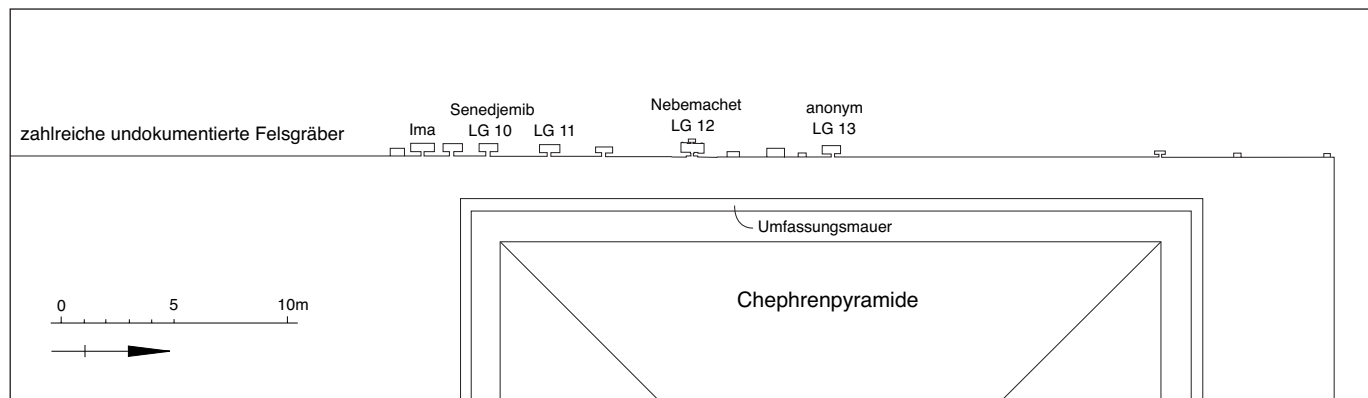 zahlreiche undokumentierte Felsgräber
Ima
Senedjemib
LG 10
LG 11
Nebemachet
LG 12
anonym
LG 13
Umfassungsmauer
Chephrenpyramide
0 5 10m